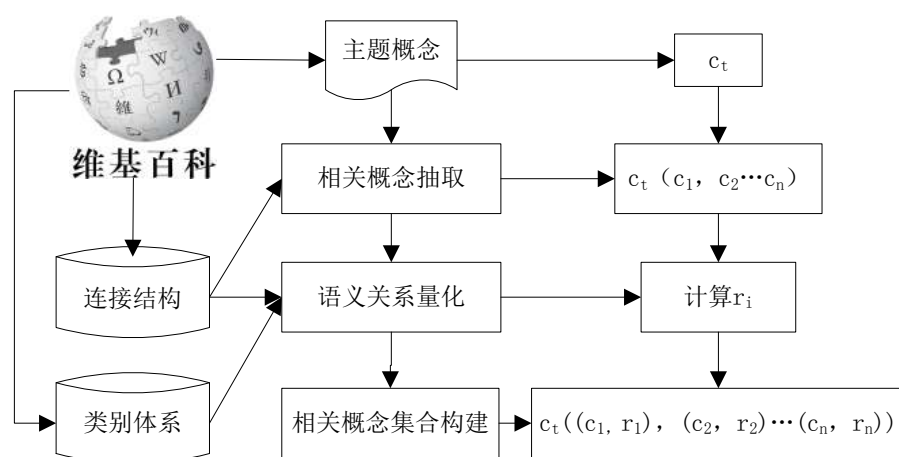 主题概念
c_t
Ω
W
И
維
维基百科
相关概念抽取
c_t（c_1，c_2…c_n）
连接结构
语义关系量化
计算r_i
类别体系
相关概念集合构建
c_t((c_1, r_1)，(c_2，r_2)…(c_n，r_n))